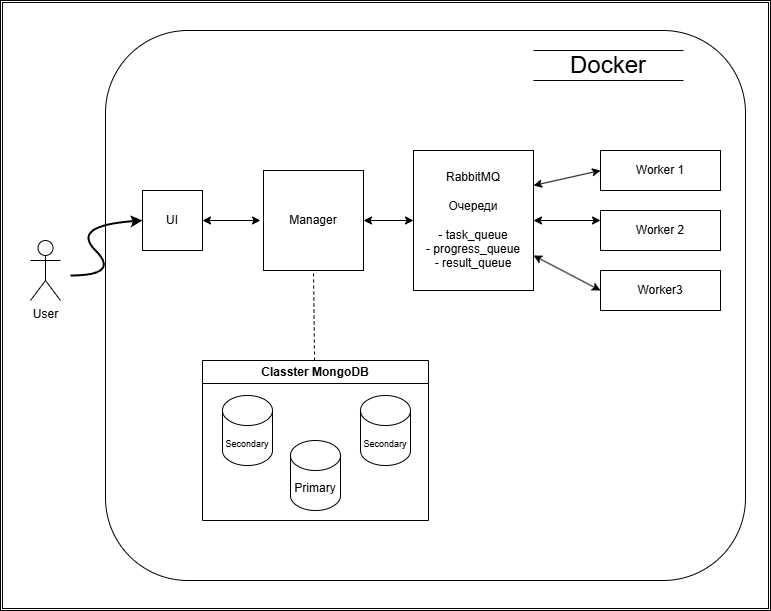 Docker
User
UI
Manager
RabbitMQ
Очереди
- task_queue
- progress_queue
- result_queue
Worker 1
Worker 2
Worker3
Classter MongoDB
Secondary
Secondary
Primary